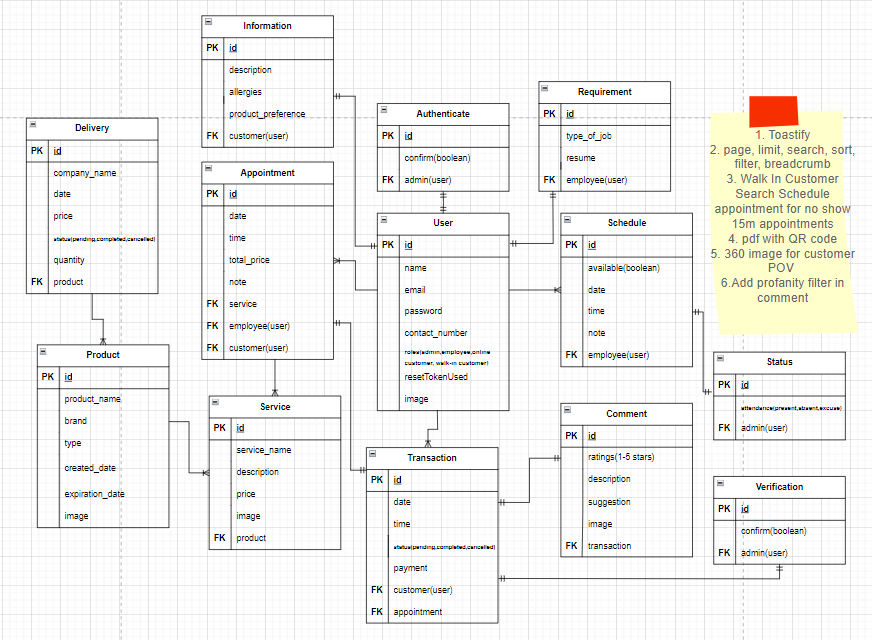 Information
PK id
description
allergies
product_preference
FK customer(user)
Requirement
PK id
type_of_job
resume
FK employee(user)
Authenticate
PK id
confirm(boolean)
FK admin(user)
Delivery
PK id
company_name
date
price
status(pending,completed,cancelled)
quantity
FK product
Appointment
PK id
date
time
total_price
note
FK service
FK employee(user)
FK customer(user)
User
PK id
name
email
password
contact_number
roles(admin,employee,online
customer, walk-in customer)
resetTokenUsed
image
Schedule
PK id
available(boolean)
date
time
note
FK employee(user)
1. Toastify
2. page, limit, search, sort,
filter, breadcrumb
3. Walk In Customer
Search Schedule
appointment for no show
15m appointments
4. pdf with QR code
5. 360 image for customer
POV
6.Add profanity filter in
comment
Product
PK id
product_name
brand
type
created_date
expiration_date
image
Service
PK id
service_name
description
price
image
FK product
Status
PK id
attendance(present,absent,excuse)
FK admin(user)
Comment
PK id
ratings(1-5 stars)
description
suggestion
image
FK transaction
Transaction
PK id
date
time
status(pending,completed,cancelled)
payment
FK customer(user)
FK appointment
Verification
PK id
confirm(boolean)
FK admin(user)